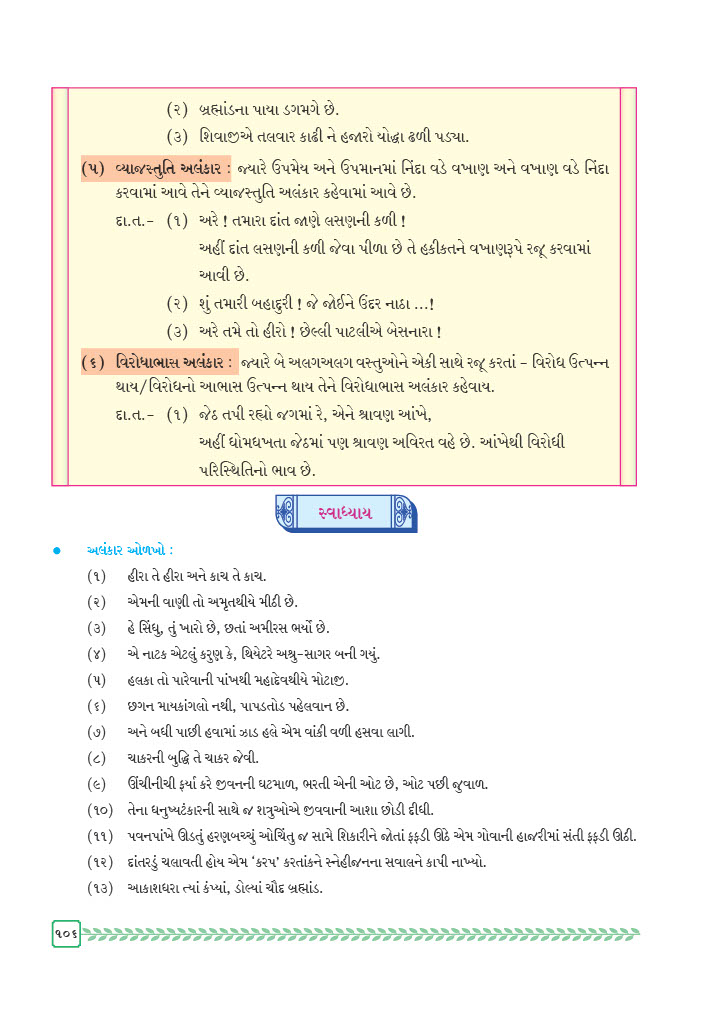 (૨) બ્રહ્માંડના પાયા ડગમગે છે.
(૩) શિવાજીએ તલવાર કાઢી ને હજારો યોદ્ધા ઢળી પડ્યા.
(૫) વ્યાજસ્તુતિ અલંકાર : જ્યારે ઉપમેય અને ઉપમાનમાં નિંદા વડે વખાણ અને વખાણ વડે નિંદા
કરવામાં આવે તેને વ્યાજસ્તુતિ અલંકાર કહેવામાં આવે છે.
દા.ત.– (૧) અરે ! તમારા દાંત જાણે લસણની કળી !
અહીં દાંત લસણની કળી જેવા પીળા છે તે હકીકતને વખાણરૂપે રજૂ કરવામાં
આવી છે.
(૨) શું તમારી બહાદુરી ! જે જોઈને ઉંદર નાઠા ...!
(૩) અરે તમે તો હીરો ! છેલ્લી પાટલીએ બેસનારા !
(૬) વિરોધાભાસ અલંકાર : જ્યારે બે અલગઅલગ વસ્તુઓને એકી સાથે રજૂ કરતાં – વિરોધ ઉત્પન્ન
થાય/વિરોધનો આભાસ ઉત્પન્ન થાય તેને વિરોધાભાસ અલંકાર કહેવાય.
દા.ત.– (૧) જેઠ તપી રહ્યો જગમાં રે, એને શ્રાવણ આંખે,
અહીં ધોમધખતા જેઠમાં પણ શ્રાવણ અવિરત વહે છે. આંખેથી વિરોધી
પરિસ્થિતિનો ભાવ છે.
સ્વાધ્યાય
● અલંકાર ઓળખો :
(૧) હીરા તે હીરા અને કાચ તે કાચ.
(૨) એમની વાણી તો અમૃતથીયે મીઠી છે.
(૩) હે સિંધુ, તું ખારો છે, છતાં અમીરસ ભર્યો છે.
(૪) એ નાટક એટલું કરુણ કે, થિયેટરે અશ્રુ-સાગર બની ગયું.
(૫) હલકા તો પારેવાની પાંખથી મહાદેવથીયે મોટાજી.
(૬) છગન માયકાંગલો નથી, પાપડતોડ પહેલવાન છે.
(૭) અને બધી પાછી હવામાં ઝાડ હલે એમ વાંકી વળી હસવા લાગી.
(૮) ચાકરની બુદ્ધિ તે ચાકર જેવી.
(૯) ઊંચીનીચી ફર્યા કરે જીવનની ઘટમાળ, ભરતી એની ઓટ છે, ઓટ પછી જુવાળ.
(૧૦) તેના ધનુષ્યટંકારની સાથે જ શત્રુઓએ જીવવાની આશા છોડી દીધી.
(૧૧) પવનપાંખે ઊડતું હરણબચ્ચું ઓચિંતુ જ સામે શિકારીને જોતાં ફફડી ઊઠે એમ ગોવાની હાજરીમાં સંતી ફફડી ઊઠી.
(૧૨) દાંતરડું ચલાવતી હોય એમ ‘કરપ’ કરતાંકને સ્નેહીજનના સવાલને કાપી નાખ્યો.
(૧૩) આકાશધરા ત્યાં કંપ્યાં, ડોલ્યાં ચૌદ બ્રહ્માંડ.
૧૦૬